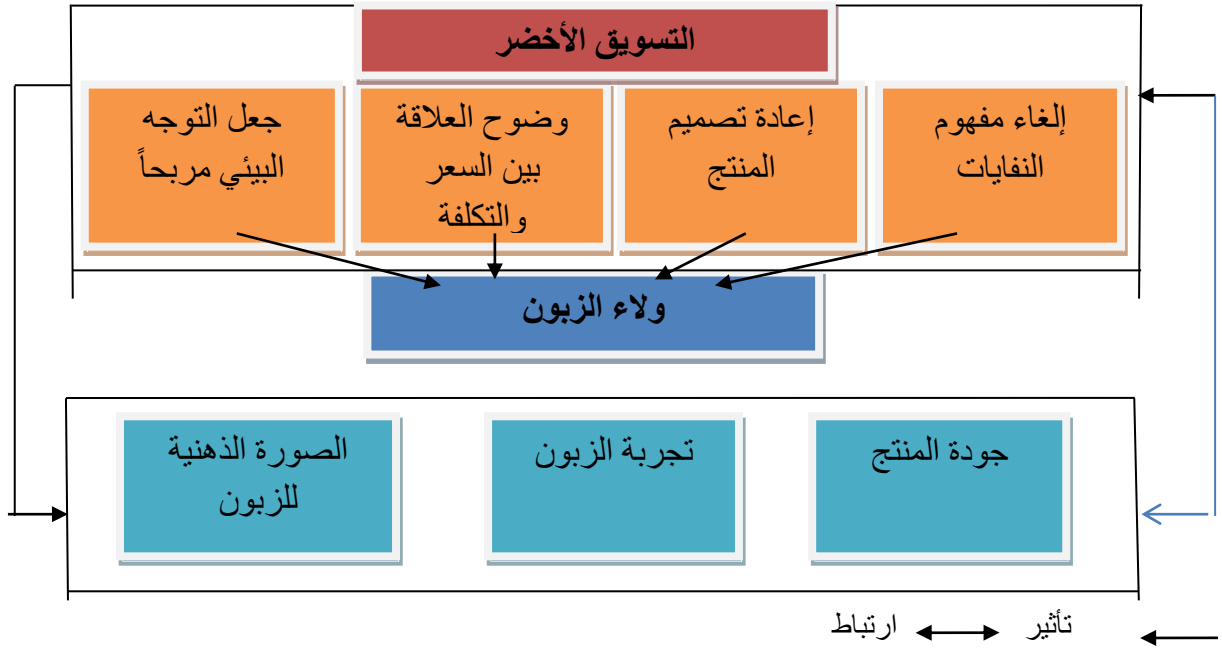 التسويق الأخضر
إلغاء مفهوم
النفايات
إعادة تصميم
المنتج
وضوح العلاقة
بين السعر
والتكلفة
جعل التوجه
البيئي مربحاً
ولاء الزبون
جودة المنتج
تجربة الزبون
الصورة الذهنية
للزبون
تأثير ارتباط